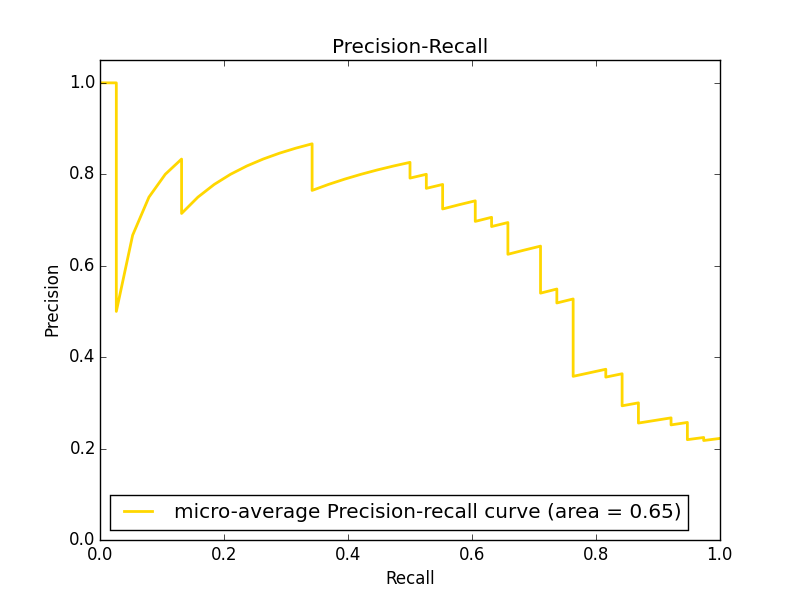 Precision-Recall
1.0
0.8
0.6
0.4
0.2
0.0
Precision
micro-average Precision-recall curve (area = 0.65)
0.0 0.2 0.4 0.6 0.8 1.0
Recall